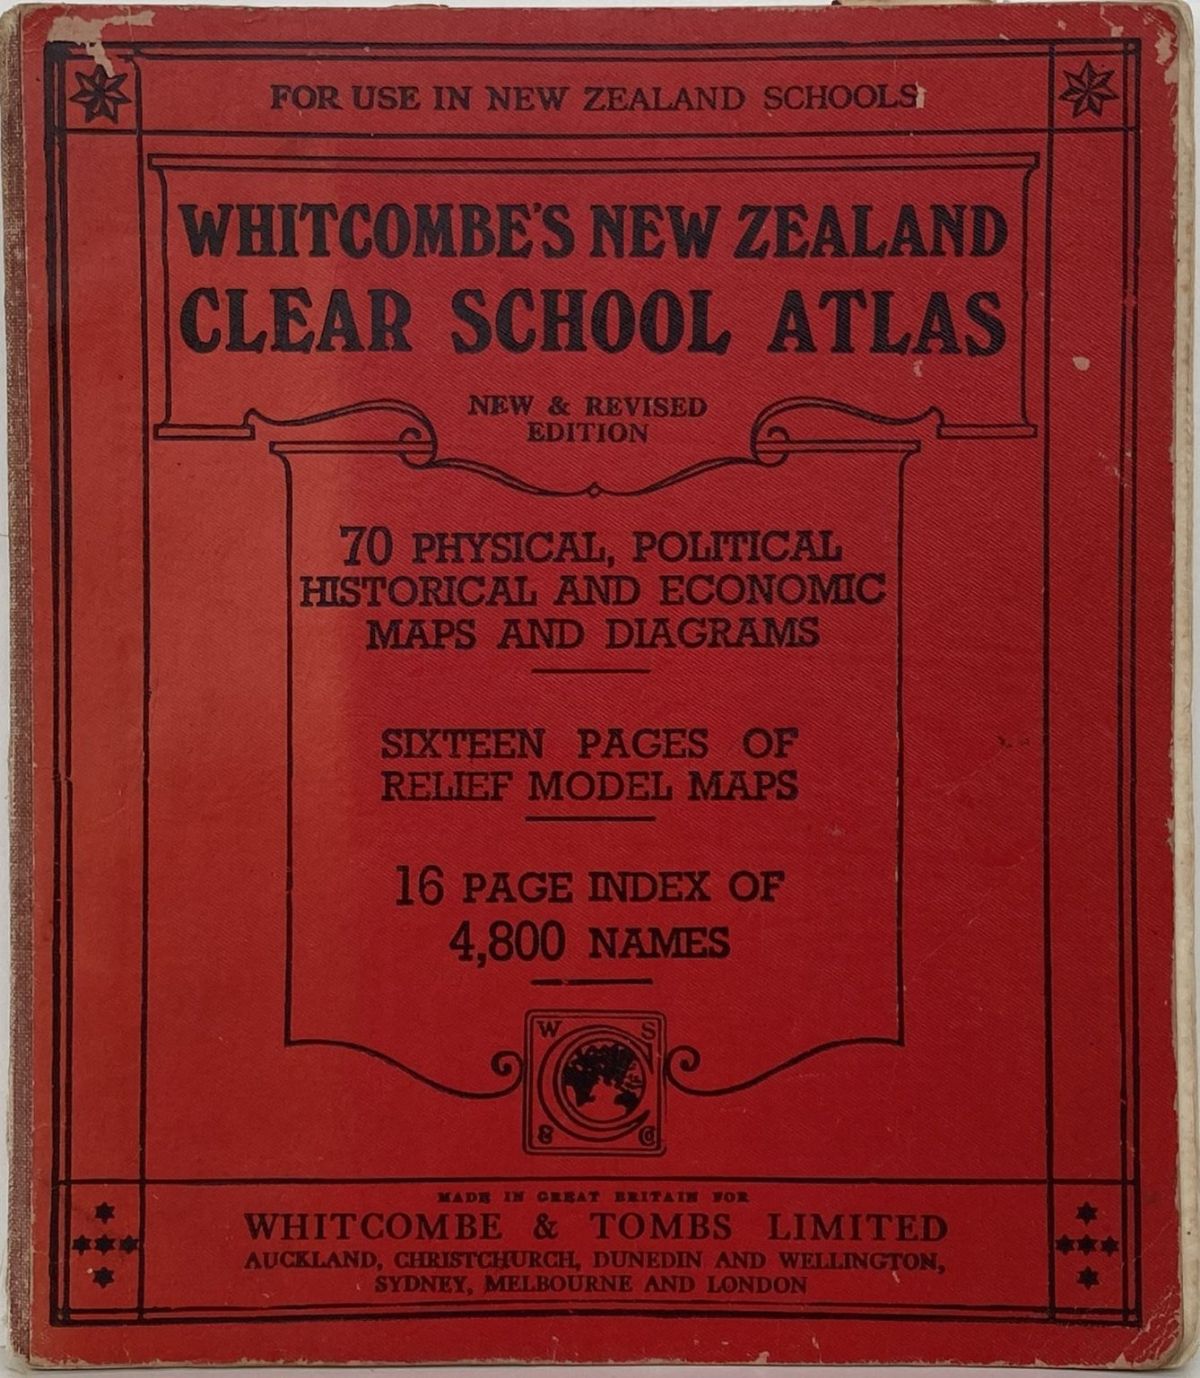 FOR USE IN NEW ZEALAND SCHOOLS
WHITCOMBE'S NEW ZEALAND
CLEAR SCHOOL ATLAS
NEW & REVISED
EDITION
70 PHYSICAL, POLITICAL
HISTORICAL AND ECONOMIC
MAPS AND DIAGRAMS
SIXTEEN PAGES OF
RELIEF MODEL MAPS
16 PAGE INDEX OF
4,800 NAMES
W S
& Co
MADE IN GREAT BRITAIN FOR
WHITCOMBE & TOMBS LIMITED
AUCKLAND, CHRISTCHURCH, DUNEDIN AND WELLINGTON,
SYDNEY, MELBOURNE AND LONDON